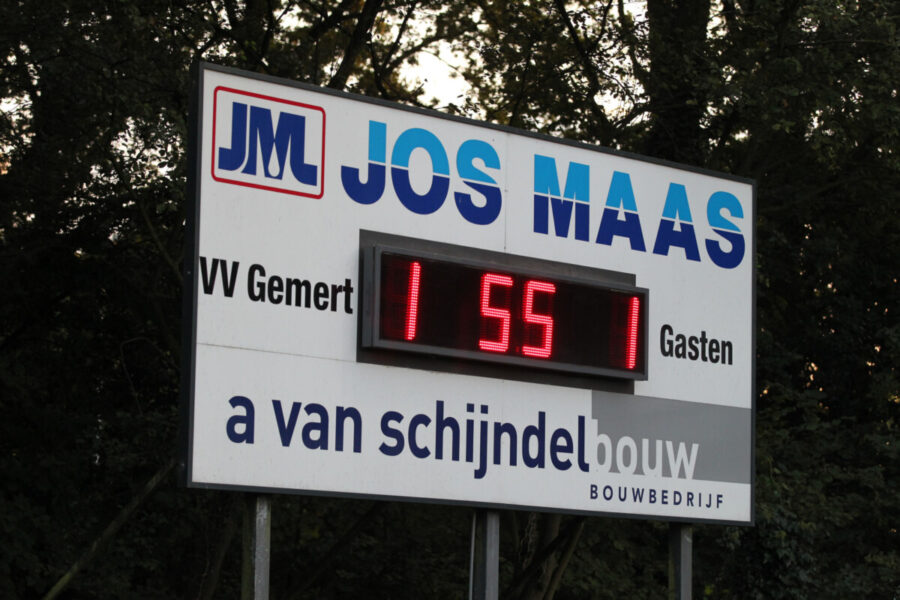 JML JOS MAAS
VV Gemert 1 55 1 Gasten
a van schijndelbouw
BOUWBEDRIJF